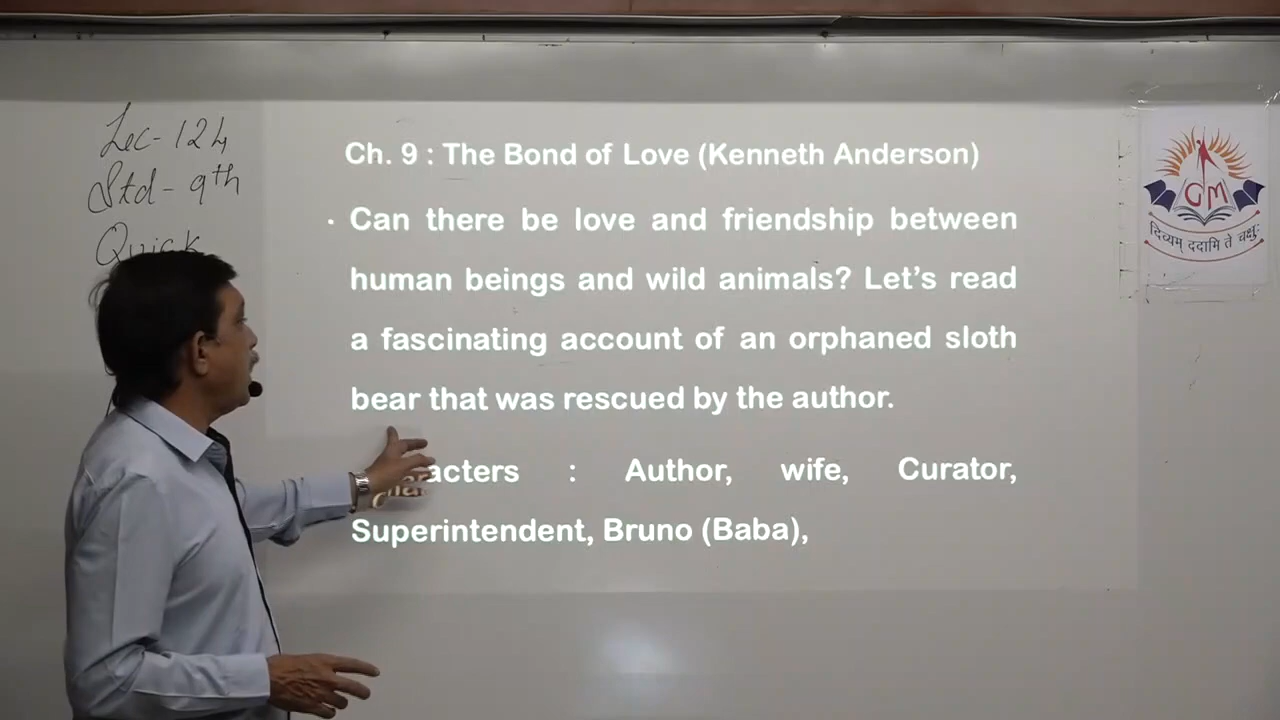 Lec-124
Std-9th
Quick
Ch. 9 : The Bond of Love (Kenneth Anderson)
· Can there be love and friendship between
human beings and wild animals? Let's read
a fascinating account of an orphaned sloth
bear that was rescued by the author.
Characters : Author, wife, Curator,
Superintendent, Bruno (Baba),
GM
दिव्यम् ददामि ते चक्षुः